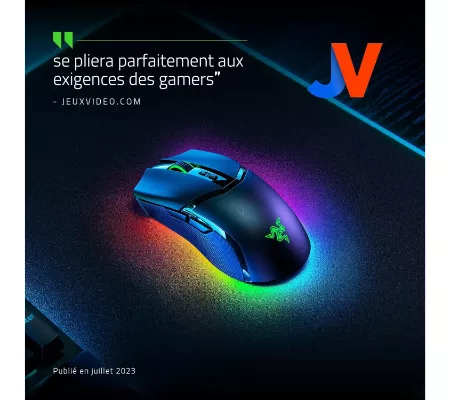 se pliera parfaitement aux
exigences des gamers”
- JEUXVIDEO.COM
JV
Publié en juillet 2023